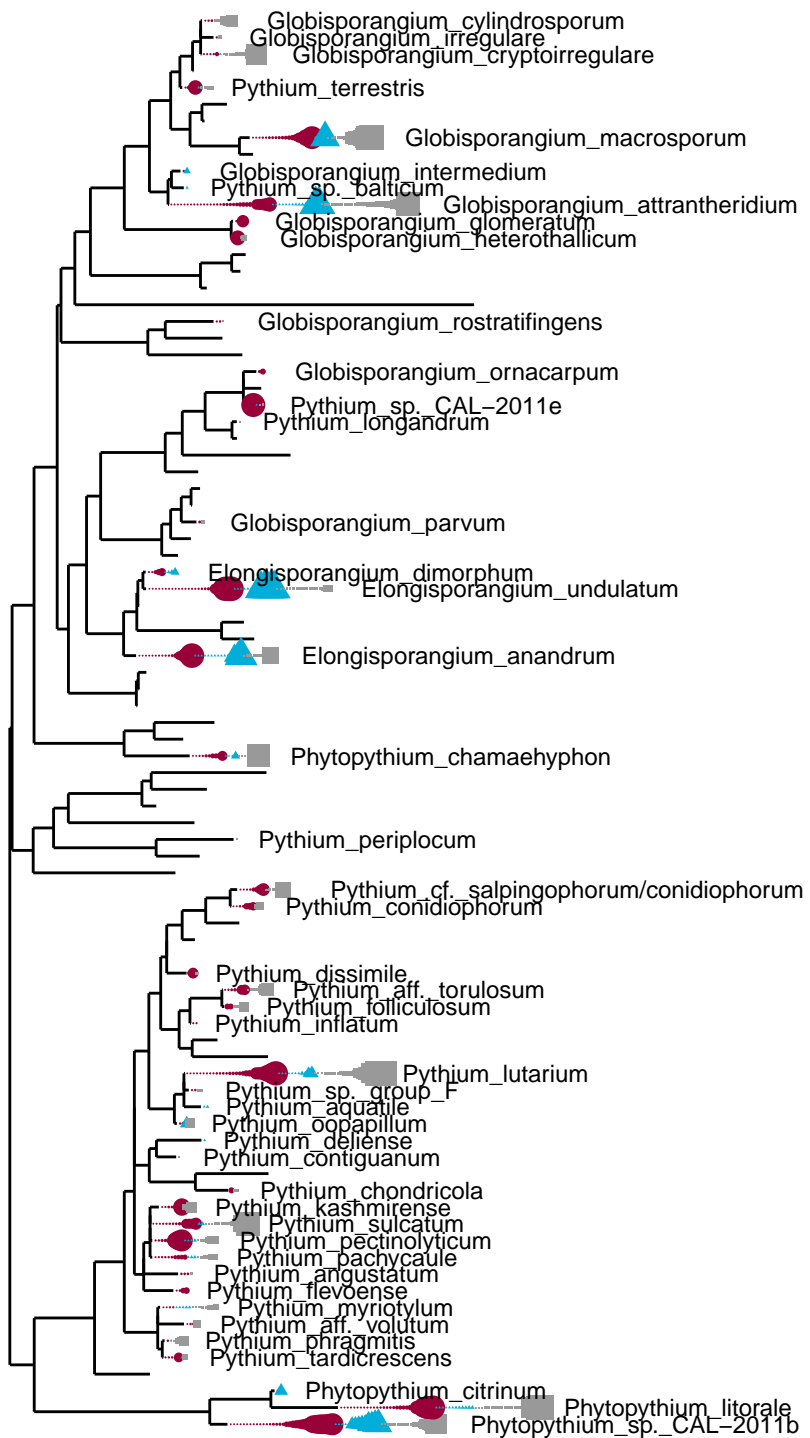 Globisporangium_cylindrosporum
Globisporangium_irregulare
Globisporangium_cryptoirregulare
Pythium_terrestris
Globisporangium_macrosporum
Globisporangium_intermedium
Pythium_sp._balticum
Globisporangium_attrantheridium
Globisporangium_glomeratum
Globisporangium_heterothallicum
Globisporangium_rostratifingens
Globisporangium_ornacarpum
Pythium_sp._CAL−2011e
Pythium_longandrum
Globisporangium_parvum
Elongisporangium_dimorphum
Elongisporangium_undulatum
Elongisporangium_anandrum
Phytopythium_chamaehyphon
Pythium_periplocum
Pythium_cf._salpingophorum/conidiophorum
Pythium_conidiophorum
Pythium_dissimile
Pythium_aff._torulosum
Pythium_folliculosum
Pythium_inflatum
Pythium_lutarium
Pythium_sp._group_F
Pythium_aquatile
Pythium_oopapillum
Pythium_deliense
Pythium_contiguanum
Pythium_chondricola
Pythium_kashmirense
Pythium_sulcatum
Pythium_pectinolyticum
Pythium_pachycaule
Pythium_angustatum
Pythium_flevoense
Pythium_myriotylum
Pythium_aff._volutum
Pythium_phragmitis
Pythium_tardicrescens
Phytopythium_citrinum
Phytopythium_litorale
Phytopythium_sp._CAL−2011b